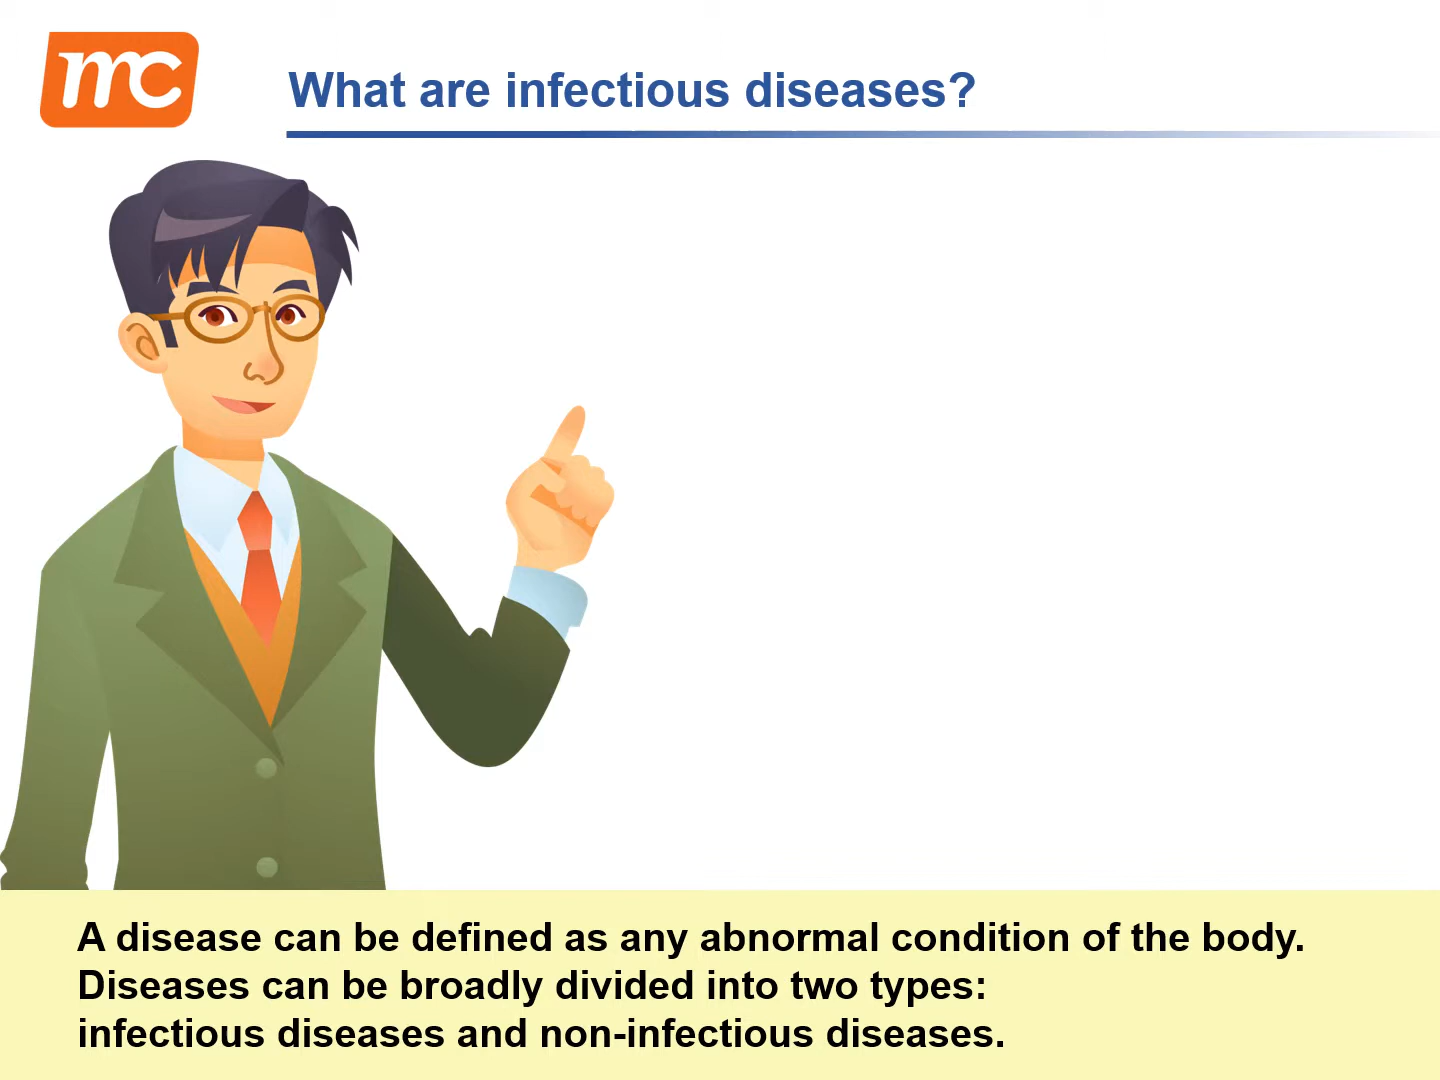 mc
What are infectious diseases?
A disease can be defined as any abnormal condition of the body.
Diseases can be broadly divided into two types:
infectious diseases and non-infectious diseases.